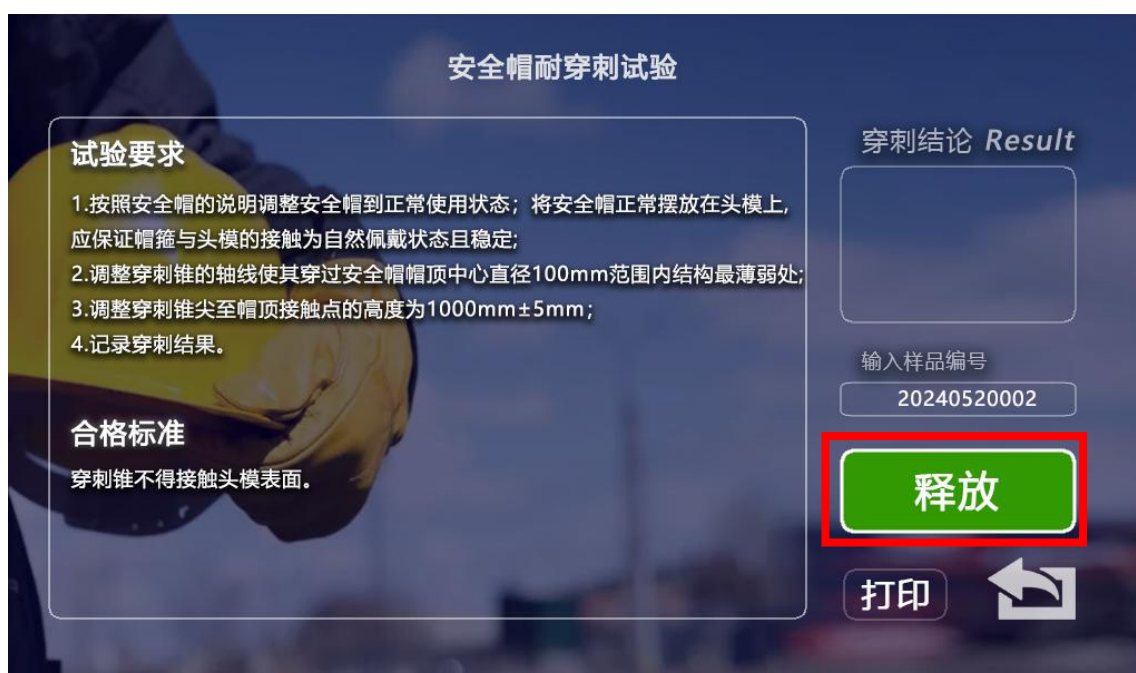 安全帽耐穿刺试验
试验要求
1.按照安全帽的说明调整安全帽到正常使用状态；将安全帽正常摆放在头模上,
应保证帽箍与头模的接触为自然佩戴状态且稳定;
2.调整穿刺锥的轴线使其穿过安全帽帽顶中心直径100mm范围内结构最薄弱处;
3.调整穿刺锥尖至帽顶接触点的高度为1000mm±5mm；
4.记录穿刺结果。
合格标准
穿刺锥不得接触头模表面。
穿刺结论 Result
输入样品编号
20240520002
释放
打印